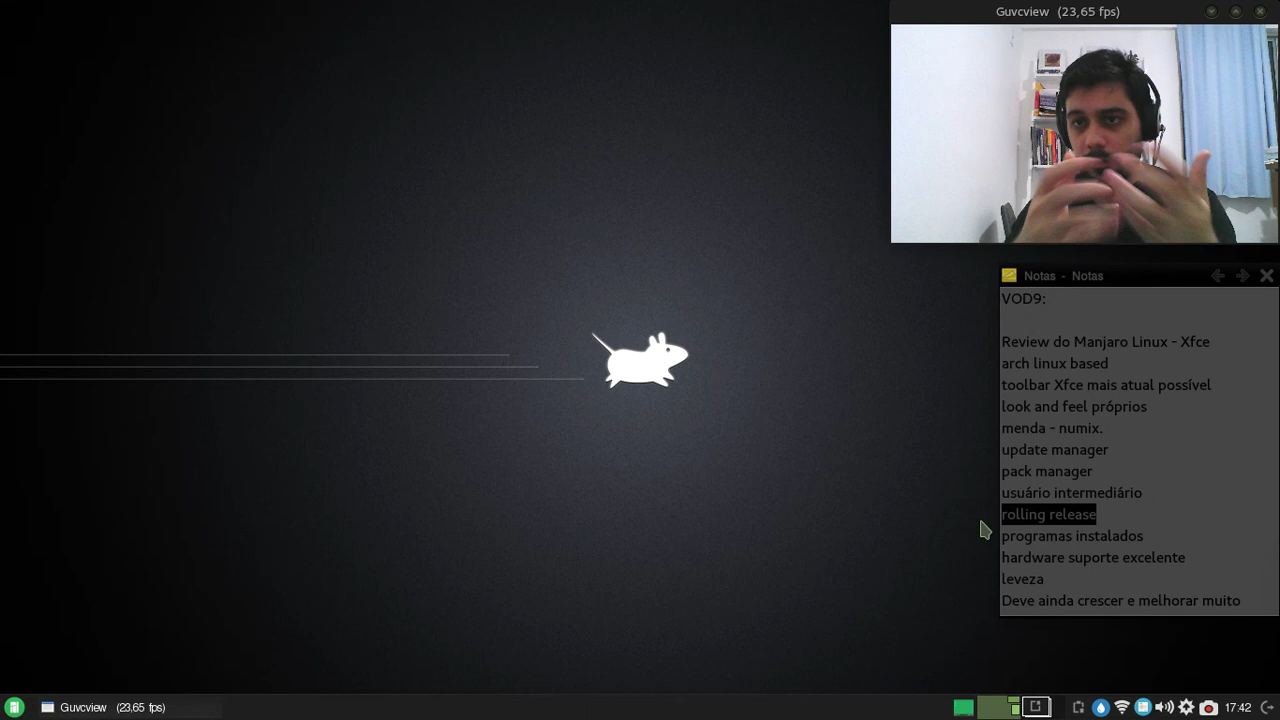 Guvcview (23,65 fps)
Notas - Notas
VOD9:
Review do Manjaro Linux - Xfce
arch linux based
toolbar Xfce mais atual possível
look and feel próprios
menda - numix.
update manager
pack manager
usuário intermediário
rolling release
programas instalados
hardware suporte excelente
leveza
Deve ainda crescer e melhorar muito
Guvcview (23,65 fps)
17:42